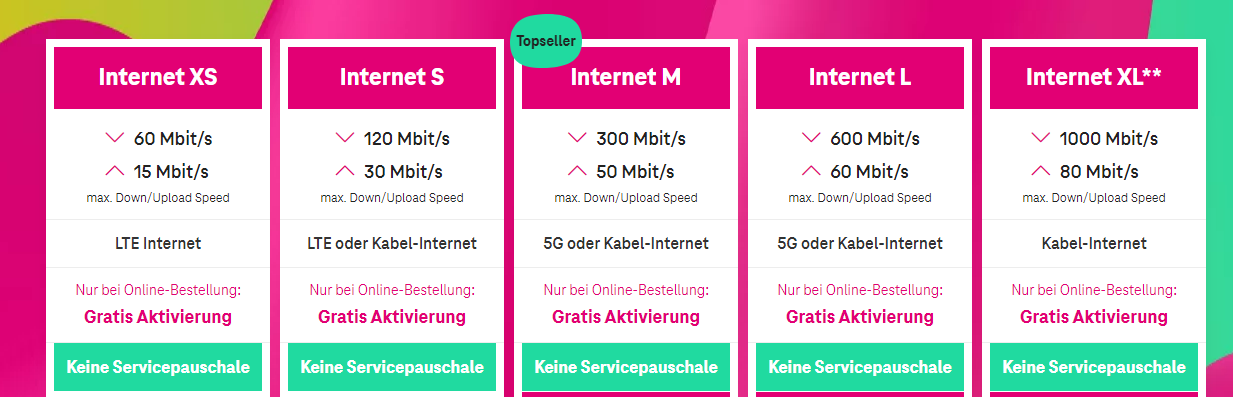 Topseller
Internet XS
60 Mbit/s
15 Mbit/s
max. Down/Upload Speed
LTE Internet
Nur bei Online-Bestellung:
Gratis Aktivierung
Keine Servicepauschale
Internet S
120 Mbit/s
30 Mbit/s
max. Down/Upload Speed
LTE oder Kabel-Internet
Nur bei Online-Bestellung:
Gratis Aktivierung
Keine Servicepauschale
Internet M
300 Mbit/s
50 Mbit/s
max. Down/Upload Speed
5G oder Kabel-Internet
Nur bei Online-Bestellung:
Gratis Aktivierung
Keine Servicepauschale
Internet L
600 Mbit/s
60 Mbit/s
max. Down/Upload Speed
5G oder Kabel-Internet
Nur bei Online-Bestellung:
Gratis Aktivierung
Keine Servicepauschale
Internet XL**
1000 Mbit/s
80 Mbit/s
max. Down/Upload Speed
Kabel-Internet
Nur bei Online-Bestellung:
Gratis Aktivierung
Keine Servicepauschale